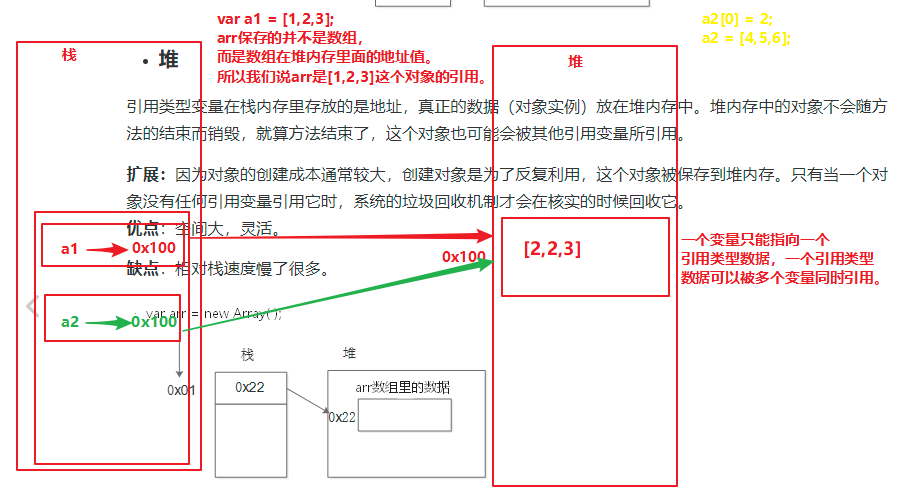 var a1 = [1,2,3];
arr保存的并不是数组，
而是数组在堆内存里面的地址值。
所以我们说arr是[1,2,3]这个对象的引用。
a2[0] = 2;
a2 = [4,5,6];
栈
• 堆
堆
引用类型变量在栈内存里存放的是地址，真正的数据（对象实例）放在堆内存中。堆内存中的对象不会随方
法的结束而销毁，就算方法结束了，这个对象也可能会被其他引用变量所引用。
扩展：因为对象的创建成本通常较大，创建对象是为了反复利用，这个对象被保存到堆内存。只有当一个对
象没有任何引用变量引用它时，系统的垃圾回收机制才会在核实的时候回收它。
优点：空间大，灵活。
a1
0x100
缺点：相对栈速度慢了很多。
0x100
[2,2,3]
一个变量只能指向一个
引用类型数据，一个引用类型
数据可以被多个变量同时引用。
a2
0x100
var arr = new Array( );
栈
堆
0x01
0x22
arr数组里的数据
0x22